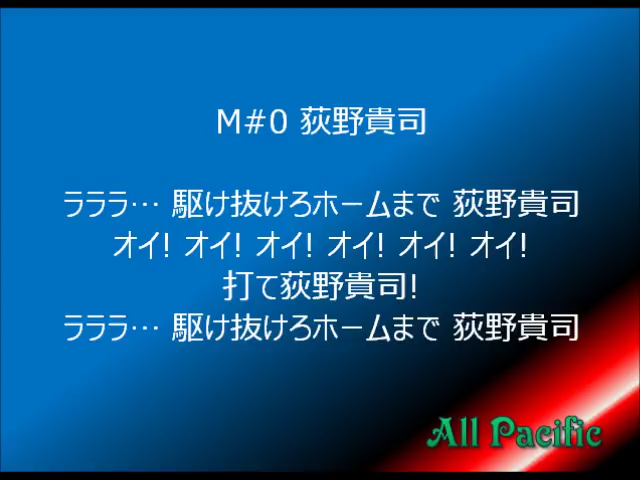 M#0 荻野貴司
ラララ… 駆け抜けろホームまで 荻野貴司
オイ! オイ! オイ! オイ! オイ! オイ!
打て荻野貴司!
ラララ… 駆け抜けろホームまで 荻野貴司
All Pacific